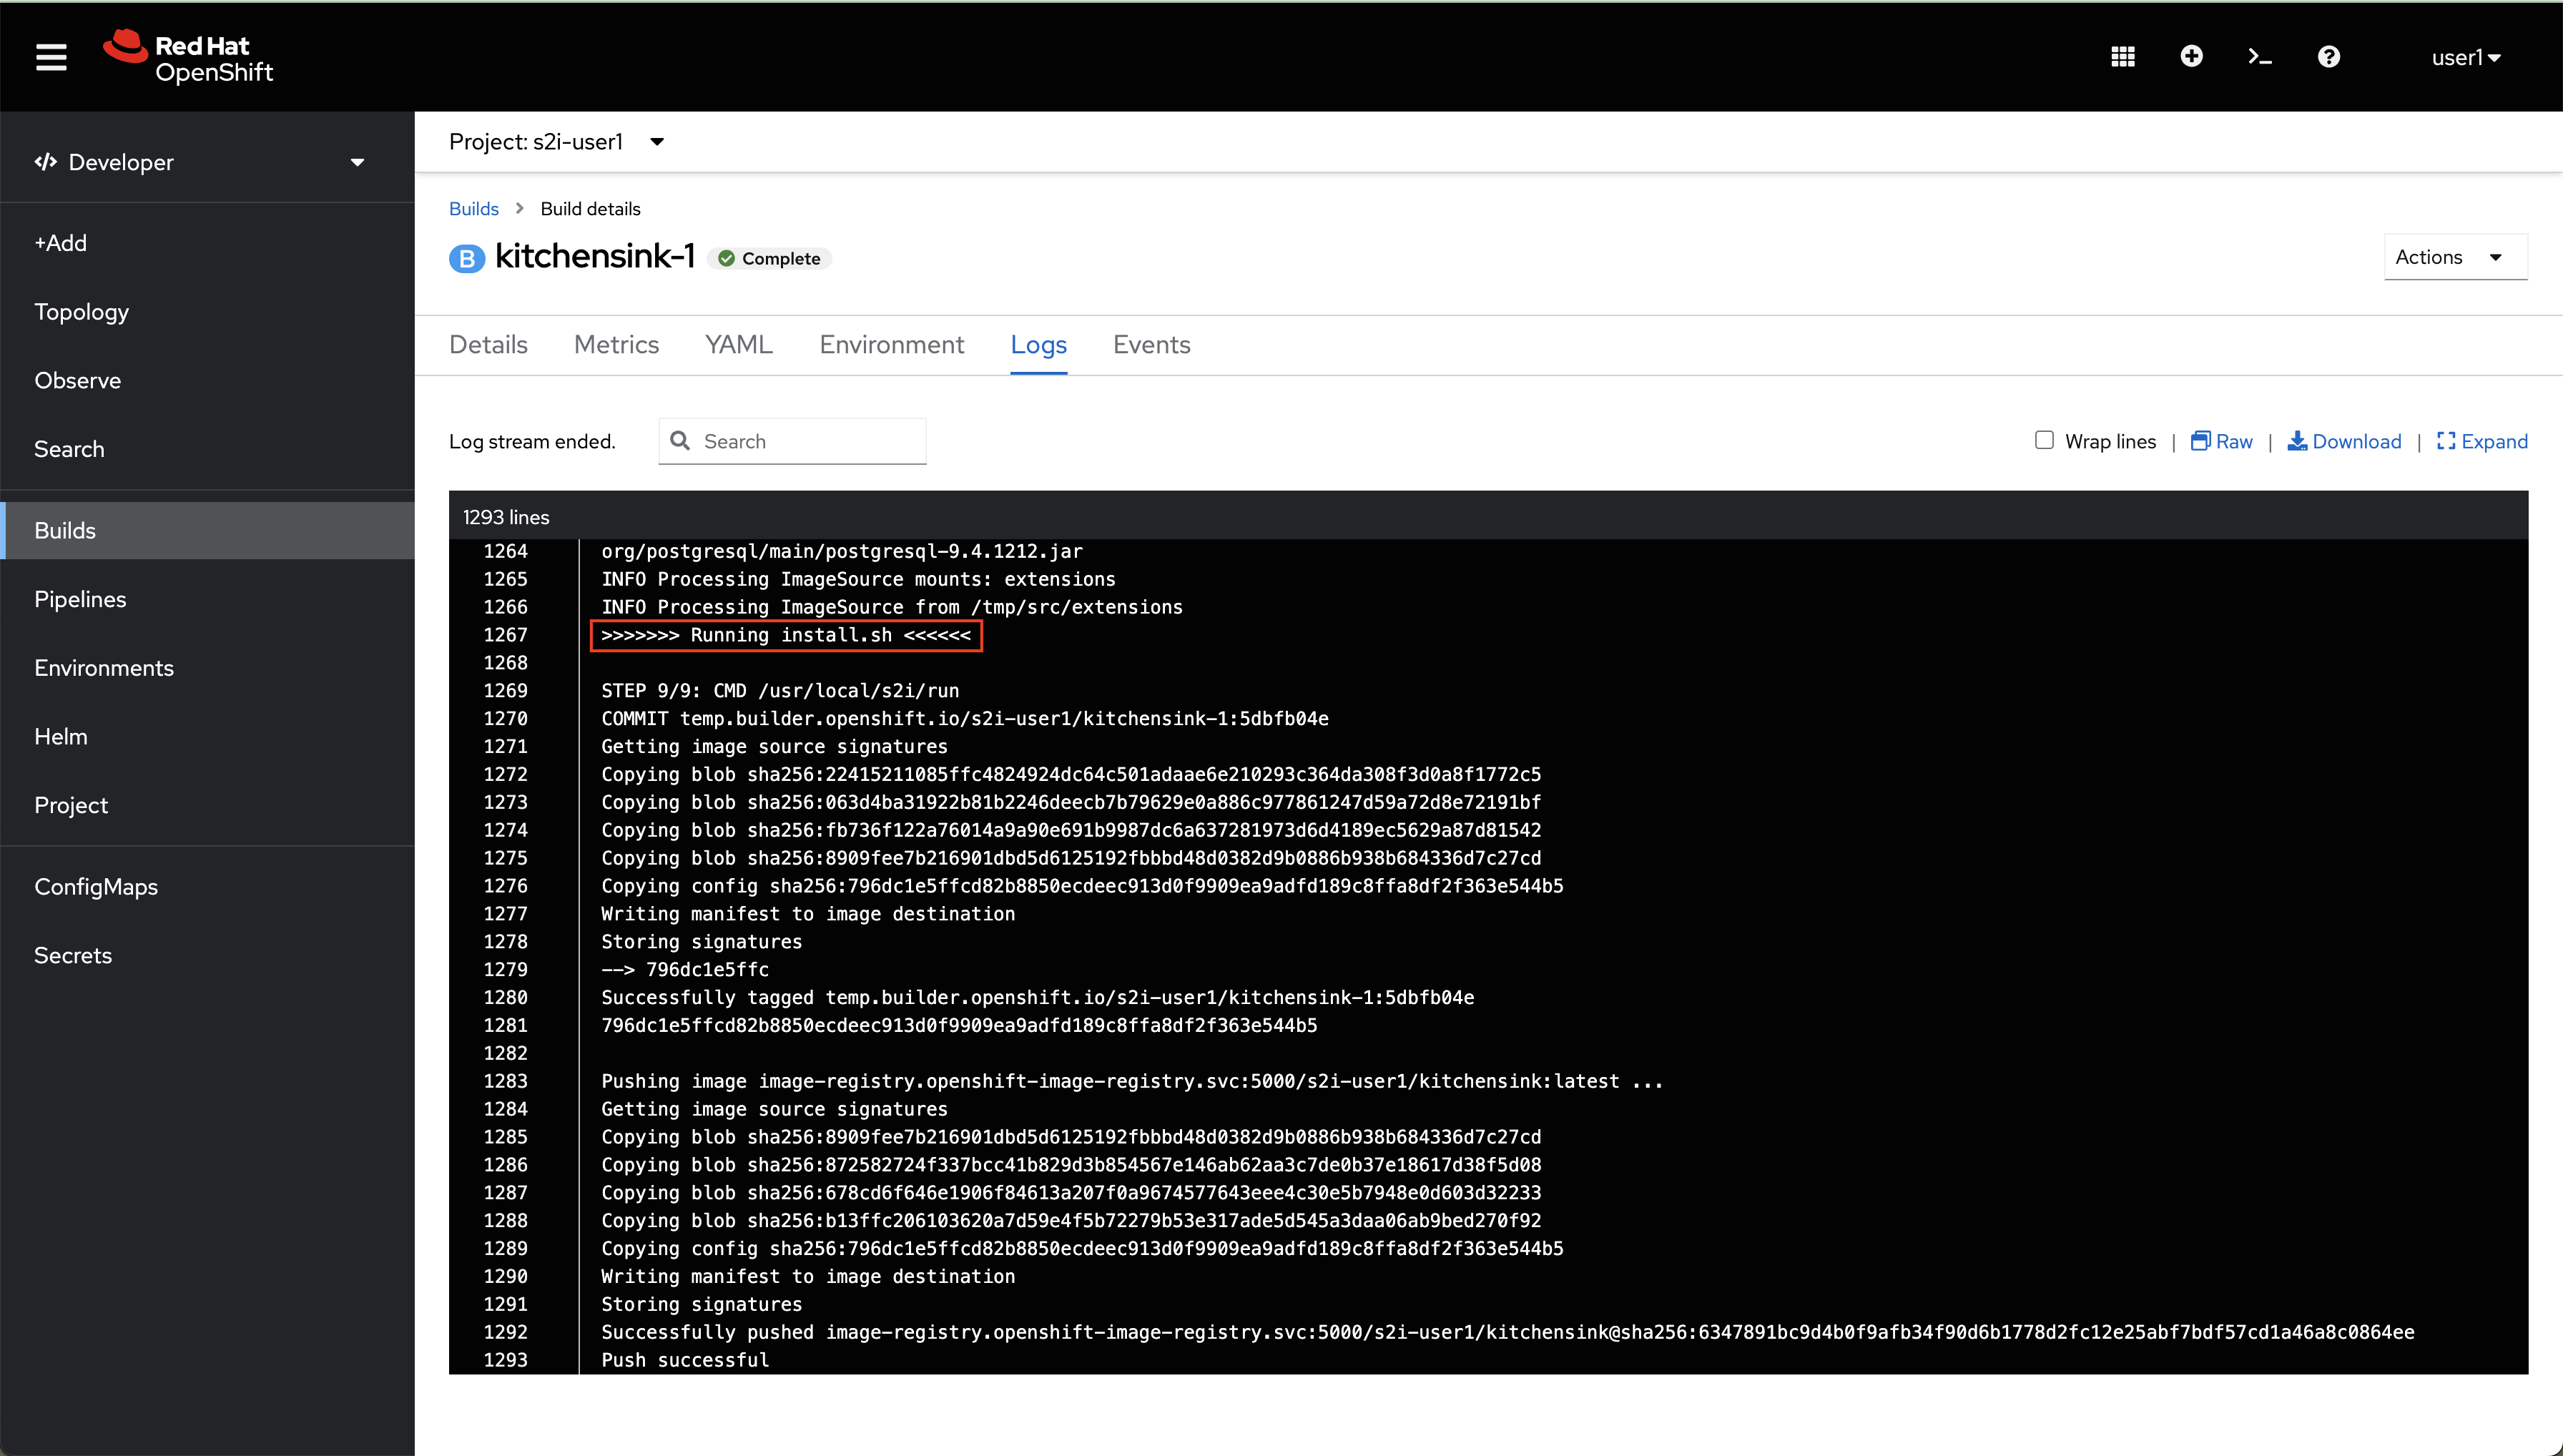 Red Hat
OpenShift
user1
Developer
+Add
Topology
Observe
Search
Builds
Pipelines
Environments
Helm
Project
ConfigMaps
Secrets
Project: s2i-user1
Builds > Build details
B kitchensink-1 Complete
Actions
Details Metrics YAML Environment Logs Events
Log stream ended. Search Wrap lines | Raw | Download | Expand
1293 lines
1264 org/postgresql/main/postgresql-9.4.1212.jar
1265 INFO Processing ImageSource mounts: extensions
1266 INFO Processing ImageSource from /tmp/src/extensions
1267 >>>>>>> Running install.sh <<<<<<
1268
1269 STEP 9/9: CMD /usr/local/s2i/run
1270 COMMIT temp.builder.openshift.io/s2i-user1/kitchensink-1:5dbfb04e
1271 Getting image source signatures
1272 Copying blob sha256:22415211085ffc4824924dc64c501adaae6e210293c364da308f3d0a8f1772c5
1273 Copying blob sha256:063d4ba31922b81b2246deecb7b79629e0a886c977861247d59a72d8e72191bf
1274 Copying blob sha256:fb736f122a76014a9a90e691b9987dc6a637281973d6d4189ec5629a87d81542
1275 Copying blob sha256:8909fee7b216901dbd5d6125192fbbbd48d0382d9b0886b938b684336d7c27cd
1276 Copying config sha256:796dc1e5ffcd82b8850ecdeec913d0f9909ea9adfd189c8ffa8df2f363e544b5
1277 Writing manifest to image destination
1278 Storing signatures
1279 --> 796dc1e5ffc
1280 Successfully tagged temp.builder.openshift.io/s2i-user1/kitchensink-1:5dbfb04e
1281 796dc1e5ffcd82b8850ecdeec913d0f9909ea9adfd189c8ffa8df2f363e544b5
1282
1283 Pushing image image-registry.openshift-image-registry.svc:5000/s2i-user1/kitchensink:latest ...
1284 Getting image source signatures
1285 Copying blob sha256:8909fee7b216901dbd5d6125192fbbbd48d0382d9b0886b938b684336d7c27cd
1286 Copying blob sha256:872582724f337bcc41b829d3b854567e146ab62aa3c7de0b37e18617d38f5d08
1287 Copying blob sha256:678cd6f646e1906f84613a207f0a9674577643eee4c30e5b7948e0d603d32233
1288 Copying blob sha256:b13ffc206103620a7d59e4f5b72279b53e317ade5d545a3daa06ab9bed270f92
1289 Copying config sha256:796dc1e5ffcd82b8850ecdeec913d0f9909ea9adfd189c8ffa8df2f363e544b5
1290 Writing manifest to image destination
1291 Storing signatures
1292 Successfully pushed image-registry.openshift-image-registry.svc:5000/s2i-user1/kitchensink@sha256:6347891bc9d4b0f9afb34f90d6b1778d2fc12e25abf7bdf57cd1a46a8c0864ee
1293 Push successful